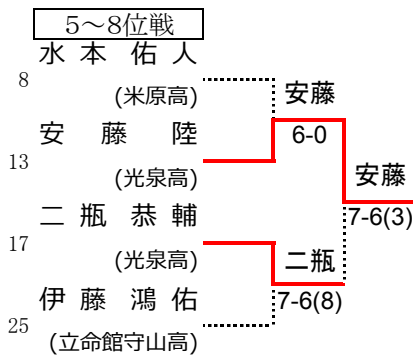 5～8位戦
水本 佑人
8
(米原高)
安藤
安藤 陸
6-0
13
(光泉高)
安藤
二瓶 恭輔
7-6(3)
17
(光泉高)
二瓶
伊藤 鴻佑
7-6(8)
25
(立命館守山高)